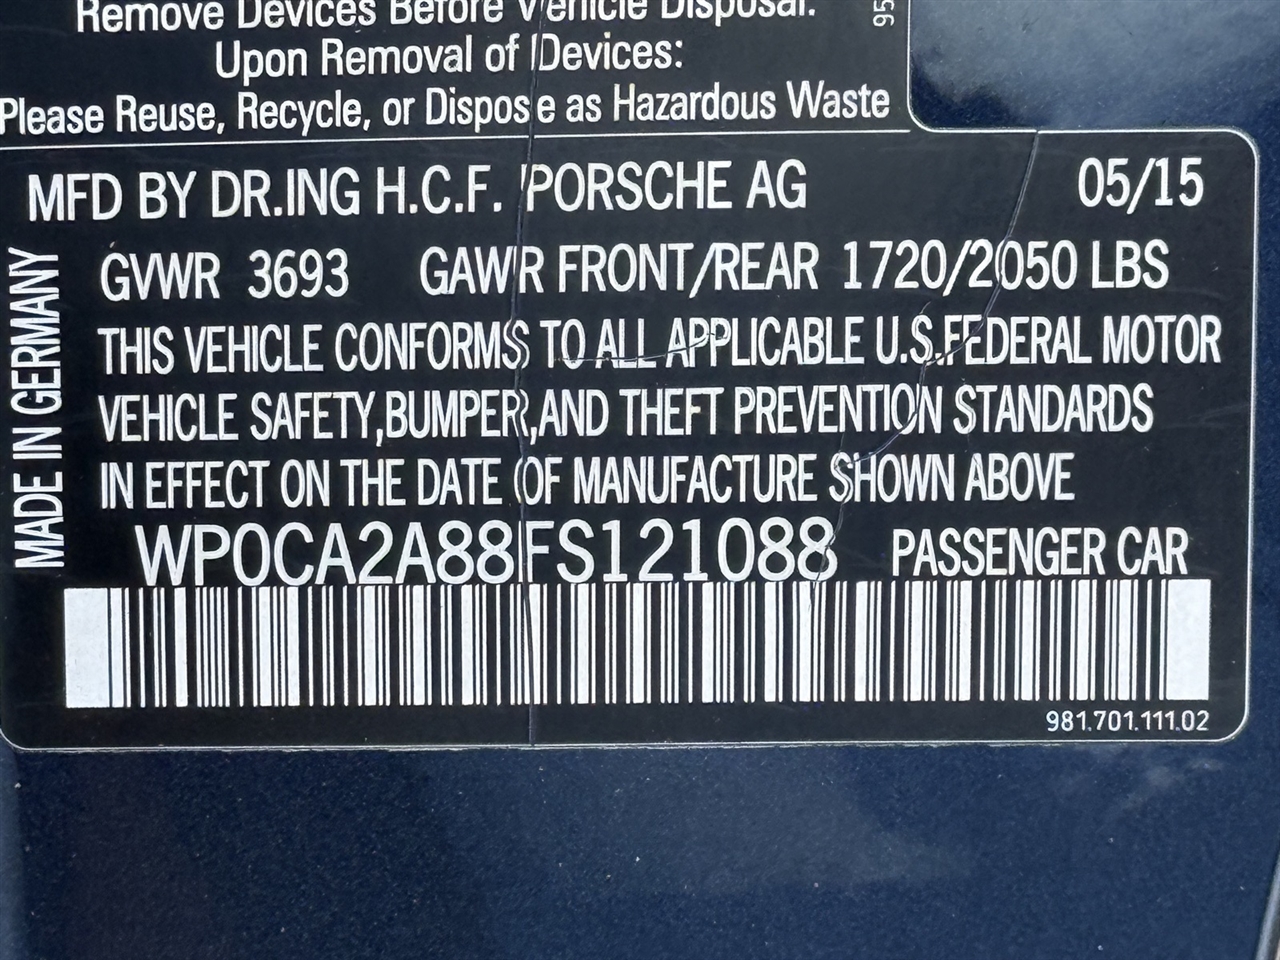 Remove Devices Before Vehicle Disposal.
Upon Removal of Devices:
Please Reuse, Recycle, or Dispose as Hazardous Waste
95
MFD BY DR.ING H.C.F. PORSCHE AG 05/15
GVWR 3693 GAWR FRONT/REAR 1720/2050 LBS
THIS VEHICLE CONFORMS TO ALL APPLICABLE U.S.FEDERAL MOTOR
VEHICLE SAFETY,BUMPER,AND THEFT PREVENTION STANDARDS
IN EFFECT ON THE DATE OF MANUFACTURE SHOWN ABOVE
WP0CA2A88FS121088 PASSENGER CAR
MADE IN GERMANY
981.701.111.02